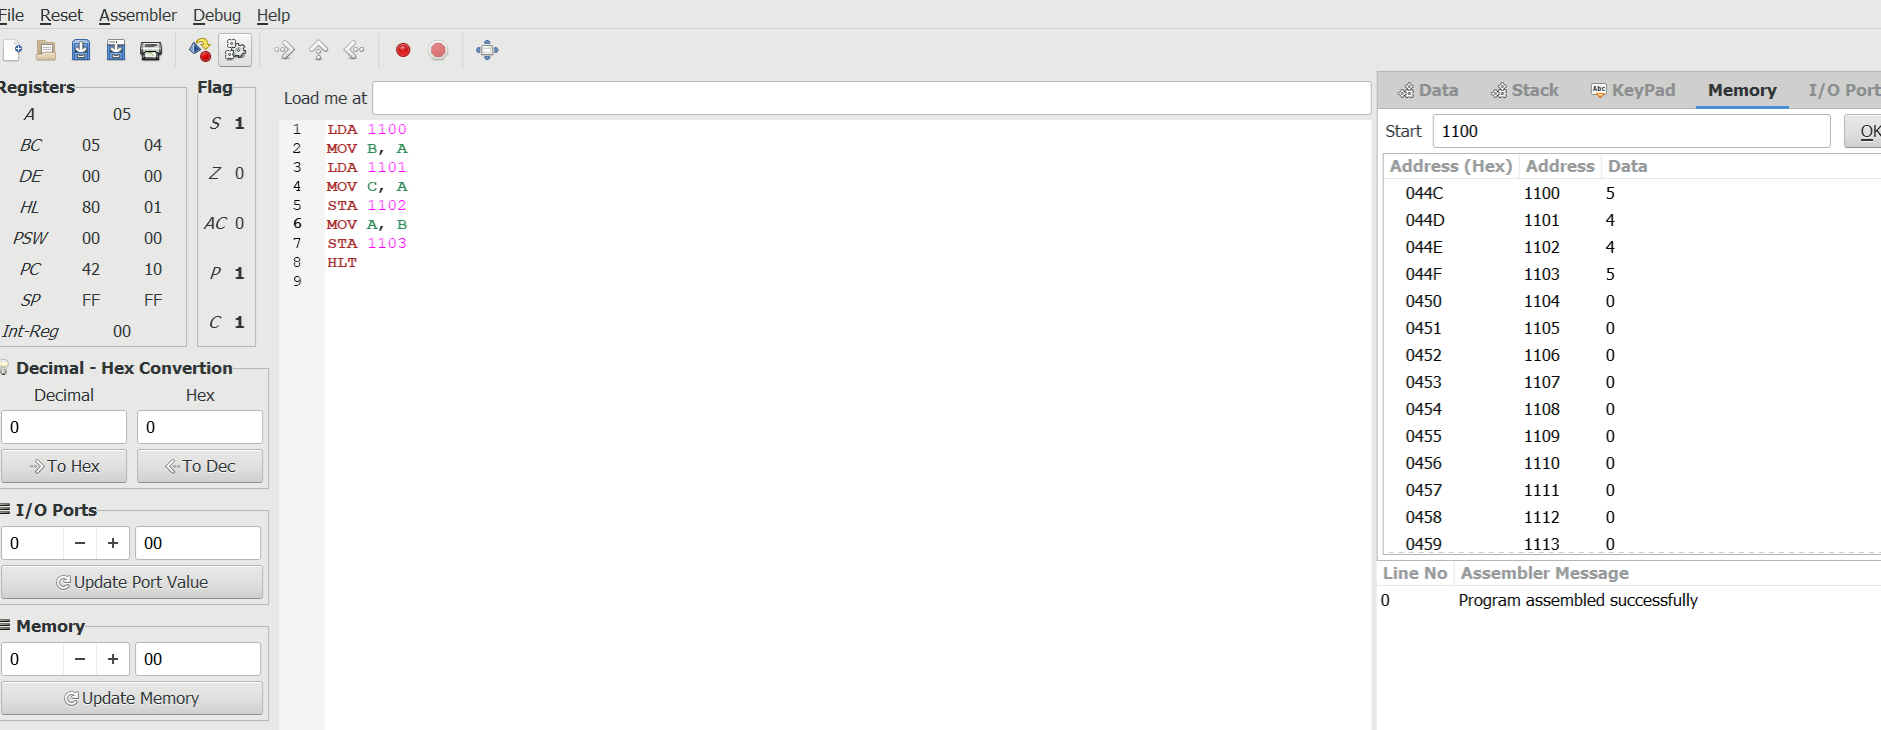 File Reset Assembler Debug Help
Registers
A 05
BC 05 04
DE 00 00
HL 80 01
PSW 00 00
PC 42 10
SP FF FF
Int-Reg 00
Flag
S 1
Z 0
AC 0
P 1
C 1
Decimal - Hex Convertion
Decimal Hex
0 0
To Hex To Dec
I/O Ports
0 − + 00
Update Port Value
Memory
0 − + 00
Update Memory
Load me at
1 LDA 1100
2 MOV B, A
3 LDA 1101
4 MOV C, A
5 STA 1102
6 MOV A, B
7 STA 1103
8 HLT
9
Data Stack Abc KeyPad Memory I/O Port
Start 1100 OK
Address (Hex) Address Data
044C 1100 5
044D 1101 4
044E 1102 4
044F 1103 5
0450 1104 0
0451 1105 0
0452 1106 0
0453 1107 0
0454 1108 0
0455 1109 0
0456 1110 0
0457 1111 0
0458 1112 0
0459 1113 0
Line No Assembler Message
0 Program assembled successfully